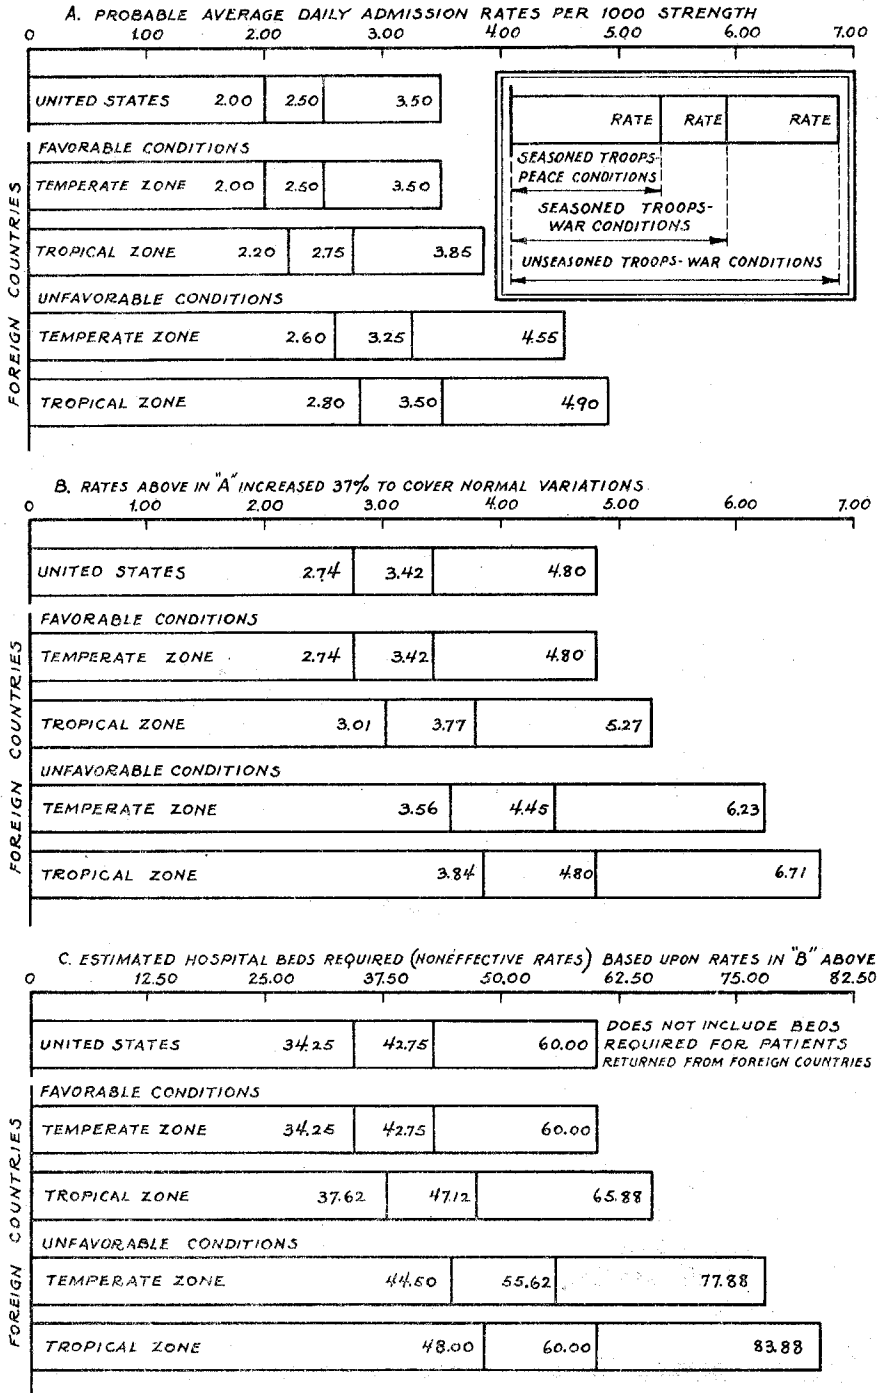 A. PROBABLE AVERAGE DAILY ADMISSION RATES PER 1000 STRENGTH
0 1.00 2.00 3.00 4.00 5.00 6.00 7.00
UNITED STATES 2.00 2.50 3.50
RATE RATE RATE
SEASONED TROOPS-
PEACE CONDITIONS
SEASONED TROOPS-
WAR CONDITIONS
UNSEASONED TROOPS- WAR CONDITIONS
FOREIGN COUNTRIES
FAVORABLE CONDITIONS
TEMPERATE ZONE 2.00 2.50 3.50
TROPICAL ZONE 2.20 2.75 3.85
UNFAVORABLE CONDITIONS
TEMPERATE ZONE 2.60 3.25 4.55
TROPICAL ZONE 2.80 3.50 4.90
B. RATES ABOVE IN "A" INCREASED 37% TO COVER NORMAL VARIATIONS
0 1.00 2.00 3.00 4.00 5.00 6.00 7.00
UNITED STATES 2.74 3.42 4.80
FOREIGN COUNTRIES
FAVORABLE CONDITIONS
TEMPERATE ZONE 2.74 3.42 4.80
TROPICAL ZONE 3.01 3.77 5.27
UNFAVORABLE CONDITIONS
TEMPERATE ZONE 3.56 4.45 6.23
TROPICAL ZONE 3.84 4.80 6.71
C. ESTIMATED HOSPITAL BEDS REQUIRED (NONEFFECTIVE RATES) BASED UPON RATES IN "B" ABOVE
0 12.50 25.00 37.50 50.00 62.50 75.00 82.50
UNITED STATES 34.25 42.75 60.00
DOES NOT INCLUDE BEDS
REQUIRED FOR PATIENTS
RETURNED FROM FOREIGN COUNTRIES
FOREIGN COUNTRIES
FAVORABLE CONDITIONS
TEMPERATE ZONE 34.25 42.75 60.00
TROPICAL ZONE 37.62 47.12 65.88
UNFAVORABLE CONDITIONS
TEMPERATE ZONE 44.50 55.62 77.88
TROPICAL ZONE 48.00 60.00 83.88